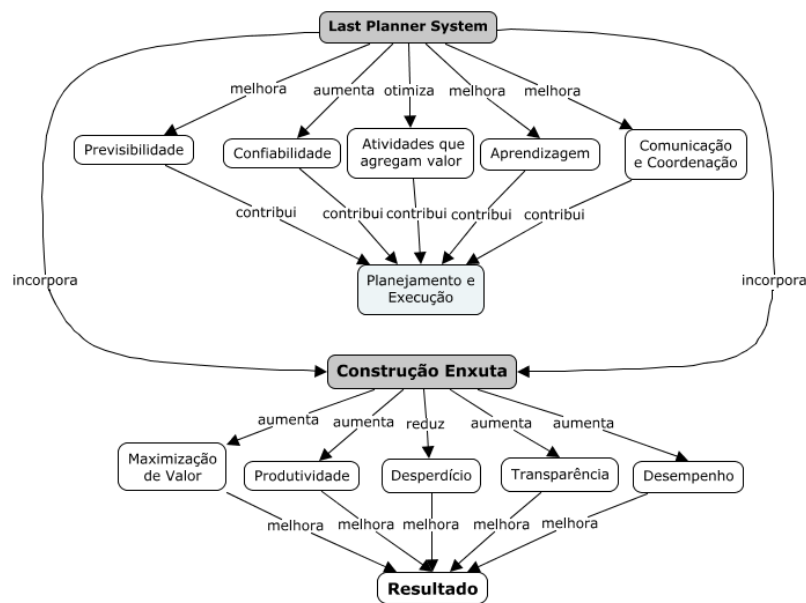 Last Planner System
melhora
aumenta
otimiza
melhora
melhora
Previsibilidade
Confiabilidade
Atividades que
agregam valor
Aprendizagem
Comunicação
e Coordenação
contribui
contribui
contribui
contribui
contribui
Planejamento e
Execução
incorpora
incorpora
Construção Enxuta
aumenta
aumenta
reduz
aumenta
aumenta
Maximização
de Valor
Produtividade
Desperdício
Transparência
Desempenho
melhora
melhora
melhora
melhora
melhora
Resultado